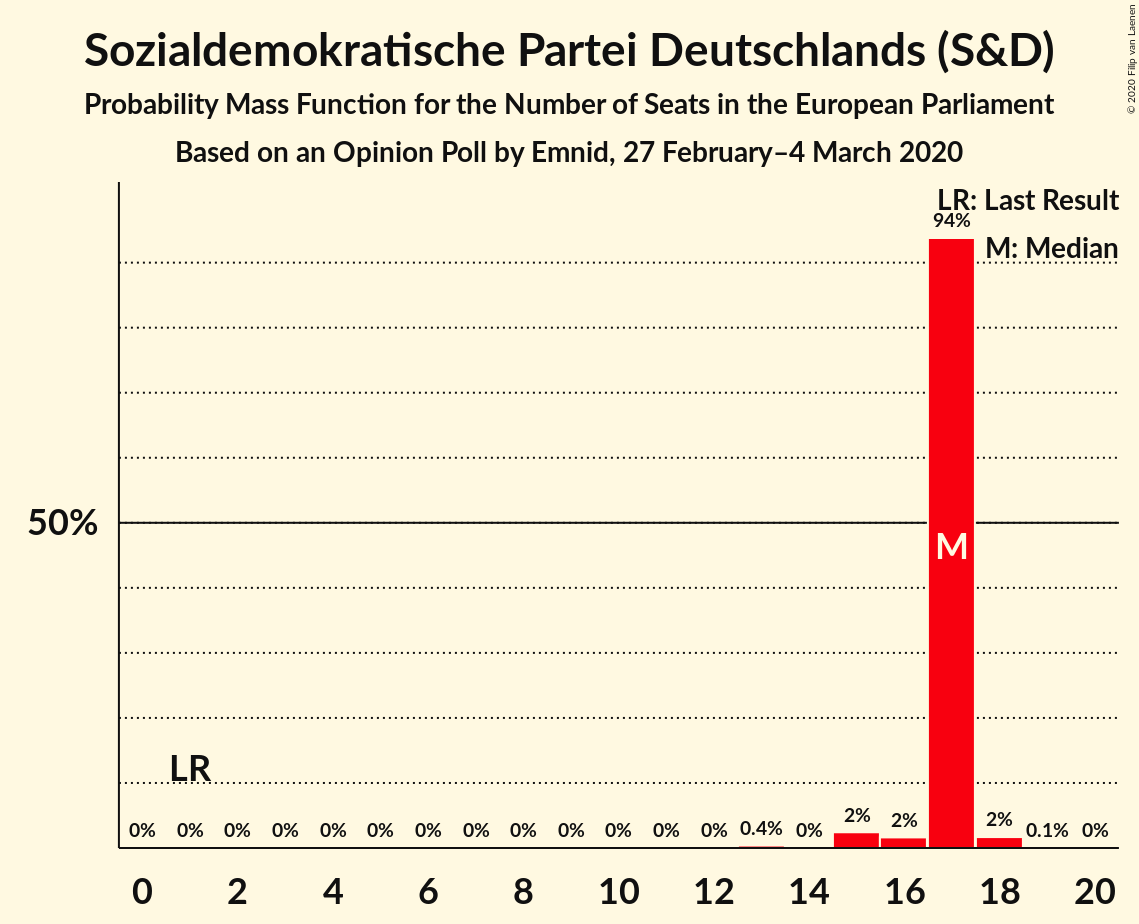 Sozialdemokratische Partei Deutschlands (S&D)
Probability Mass Function for the Number of Seats in the European Parliament
Based on an Opinion Poll by Emnid, 27 February–4 March 2020
© 2020 Filip van Laenen
LR: Last Result
94%
M: Median
50%
M
LR
0% 0% 0% 0% 0% 0% 0% 0% 0% 0% 0% 0% 0% 0.4% 0% 2% 2% 2% 0.1% 0%
0 2 4 6 8 10 12 14 16 18 20